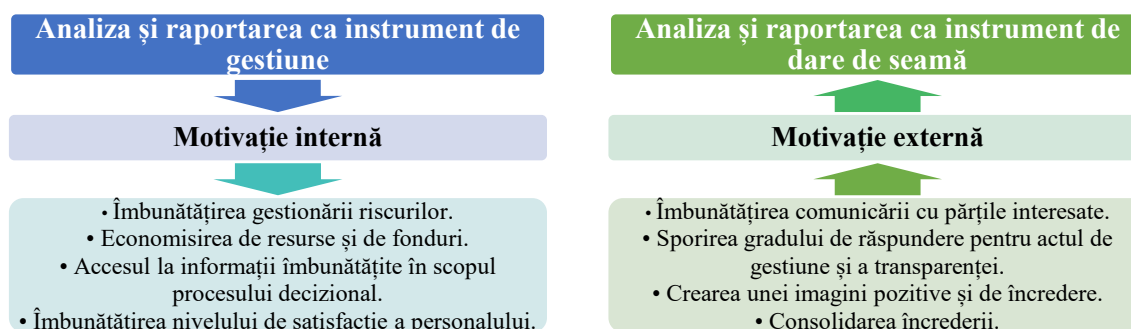 Analiza și raportarea ca instrument de
gestiune
Motivație internă
• Îmbunătățirea gestionării riscurilor.
• Economisirea de resurse și de fonduri.
• Accesul la informații îmbunătățite în scopul
procesului decizional.
• Îmbunătățirea nivelului de satisfacție a personalului.
Analiza și raportarea ca instrument de
dare de seamă
Motivație externă
• Îmbunătățirea comunicării cu părțile interesate.
• Sporirea gradului de răspundere pentru actul de
gestiune și a transparenței.
• Crearea unei imagini pozitive și de încredere.
• Consolidarea încrederii.